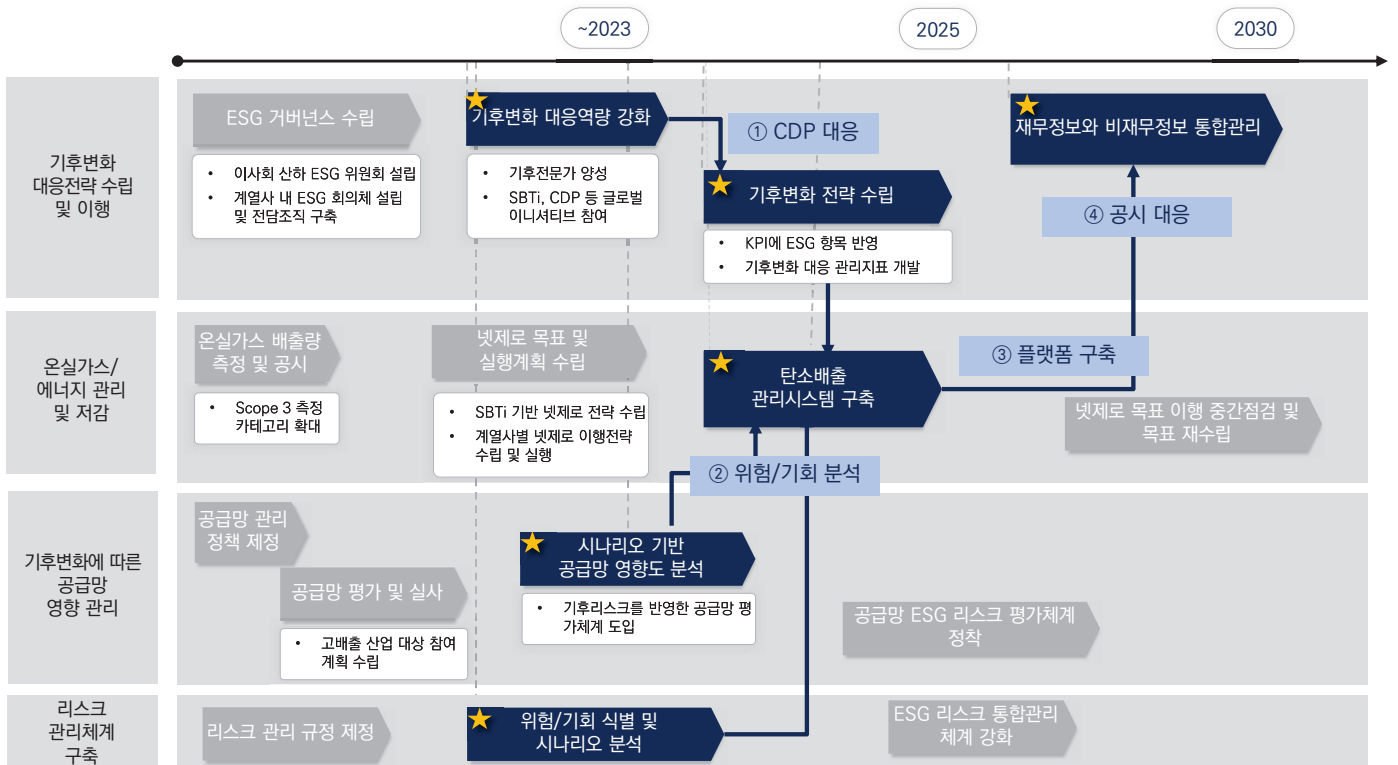 ~2023
2025
2030
기후변화
대응전략 수립
및 이행
ESG 거버넌스 수립
• 이사회 산하 ESG 위원회 설립
• 계열사 내 ESG 회의체 설립
및 전담조직 구축
기후변화 대응역량 강화
• 기후전문가 양성
• SBTi, CDP 등 글로벌
이니셔티브 참여
① CDP 대응
기후변화 전략 수립
• KPI에 ESG 항목 반영
• 기후변화 대응 관리지표 개발
재무정보와 비재무정보 통합관리
④ 공시 대응
온실가스/
에너지 관리
및 저감
온실가스 배출량
측정 및 공시
• Scope 3 측정
카테고리 확대
넷제로 목표 및
실행계획 수립
• SBTi 기반 넷제로 전략 수립
• 계열사별 넷제로 이행전략
수립 및 실행
탄소배출
관리시스템 구축
③ 플랫폼 구축
넷제로 목표 이행 중간점검 및
목표 재수립
② 위험/기회 분석
기후변화에 따른
공급망
영향 관리
공급망 관리
정책 제정
공급망 평가 및 실사
• 고배출 산업 대상 참여
계획 수립
시나리오 기반
공급망 영향도 분석
• 기후리스크를 반영한 공급망 평
가체계 도입
공급망 ESG 리스크 평가체계
정착
리스크
관리체계
구축
리스크 관리 규정 제정
위험/기회 식별 및
시나리오 분석
ESG 리스크 통합관리
체계 강화